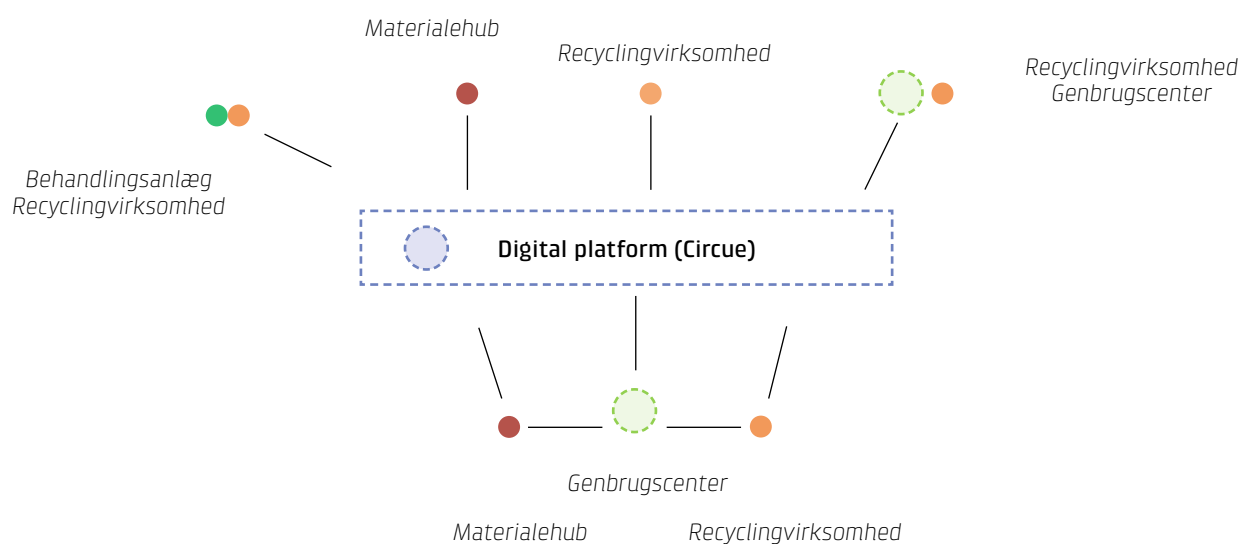 Materialehub
Recyclingvirksomhed
Recyclingvirksomhed
Genbrugscenter
Behandlingsanlæg
Recyclingvirksomhed
Digital platform (Circue)
Genbrugscenter
Materialehub
Recyclingvirksomhed